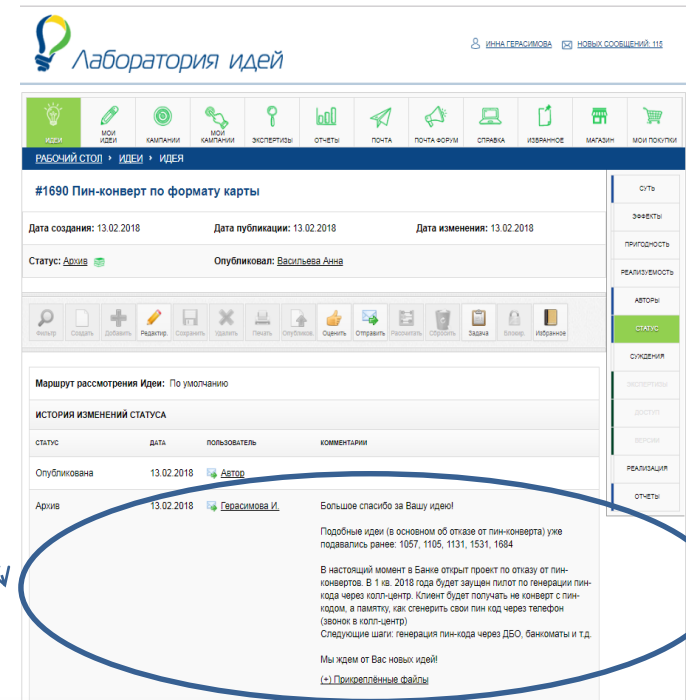 Лаборатория идей
ИННА ГЕРАСИМОВА НОВЫХ СООБЩЕНИЙ: 115
ИДЕИ МОИ ИДЕИ КАМПАНИИ МОИ КАМПАНИИ ЭКСПЕРТИЗЫ ОТЧЕТЫ ПОЧТА ПОЧТА ФОРУМ СПРАВКА ИЗБРАННОЕ МАГАЗИН МОИ ПОКУПКИ
РАБОЧИЙ СТОЛ ИДЕИ ИДЕЯ
#1690 Пин-конверт по формату карты
Дата создания: 13.02.2018 Дата публикации: 13.02.2018 Дата изменения: 13.02.2018
Статус: Архив Опубликовал: Васильева Анна
Фильтр Создать Добавить Редактир. Сохранить Удалить Печать Опубликов. Оценить Отправить Рассчитать Сбросить Задача Блокир. Избранное
Маршрут рассмотрения Идеи: По умолчанию
ИСТОРИЯ ИЗМЕНЕНИЙ СТАТУСА
СТАТУС ДАТА ПОЛЬЗОВАТЕЛЬ КОММЕНТАРИИ
Опубликована 13.02.2018 Автор
Архив 13.02.2018 Герасимова И. Большое спасибо за Вашу идею!
Подобные идеи (в основном об отказе от пин-конверта) уже
подавались ранее: 1057, 1105, 1131, 1531, 1684
В настоящий момент в Банке открыт проект по отказу от пин-
конвертов. В 1 кв. 2018 года будет заущен пилот по генерации пин-
кода через колл-центр. Клиент будет получать не конверт с пин-
кодом, а памятку, как сгенерить свои пин код через телефон
(звонок в колл-центр)
Следующие шаги: генерация пин-кода через ДБО, банкоматы и т.д.
Мы ждем от Вас новых идей!
(+) Прикреплённые файлы
СУТЬ
ЭФФЕКТЫ
ПРИГОДНОСТЬ
РЕАЛИЗУЕМОСТЬ
АВТОРЫ
СТАТУС
СУЖДЕНИЯ
ЭКСПЕРТИЗЫ
ДОСТУП
ВЕРСИИ
РЕАЛИЗАЦИЯ
ОТЧЕТЫ